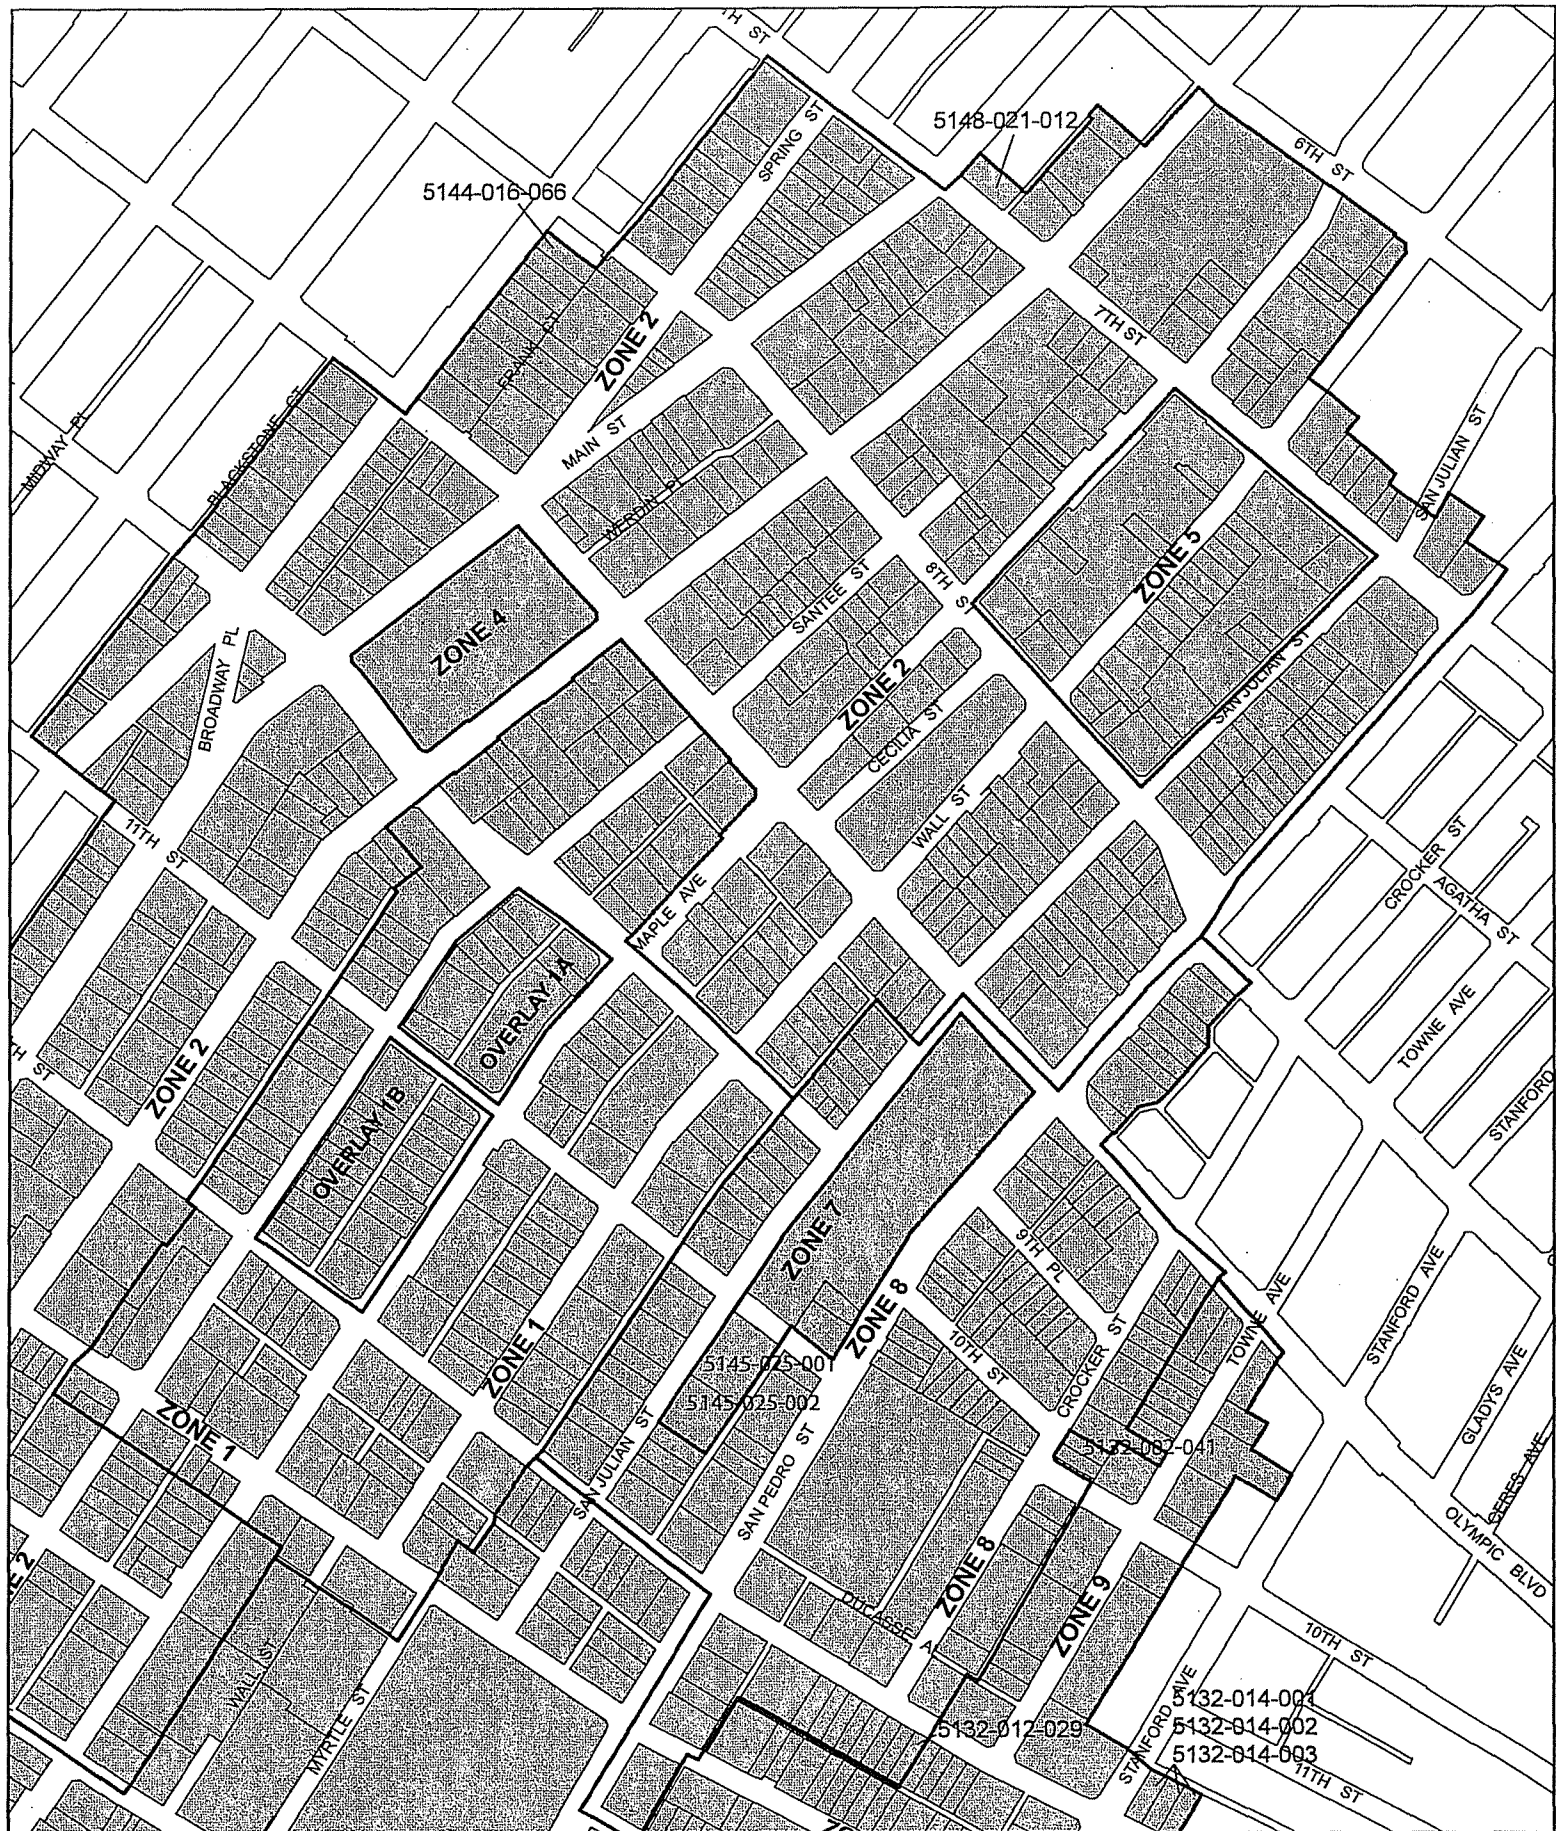 ST
5148-021-012
SPRING ST
6TH ST
5144-016-066
7TH ST
ZONE 2
FRANK CT
MAIN ST
MIDWAY PL
BLACKSTONE CT
SAN JULIAN ST
WERDIN PL
8TH ST
ZONE 5
SANTEE ST
ZONE 4
BROADWAY PL
ZONE 2
SAN JULIAN ST
CECILIA ST
WALL ST
11TH ST
CROCKER ST
AGATHA ST
MAPLE AVE
OVERLAY 1A
TOWNE AVE
TH ST
ZONE 2
STANFORD
OVERLAY 1B
ZONE 7
9TH PL
ZONE 8
STANFORD AVE
TOWNE AVE
ZONE 1
10TH ST
CROCKER ST
5145-025-001
5145-025-002
GLADYS AVE
ZONE 1
SAN JULIAN ST
SAN PEDRO ST
5132-002-041
CERES AVE
OLYMPIC BLVD
ZONE 8
ZONE 9
DUCASSE A
E 2
WALL ST
MYRTLE ST
10TH ST
STANFORD AVE
5132-014-001
5132-014-002
5132-014-003
5132-012-029
11TH ST